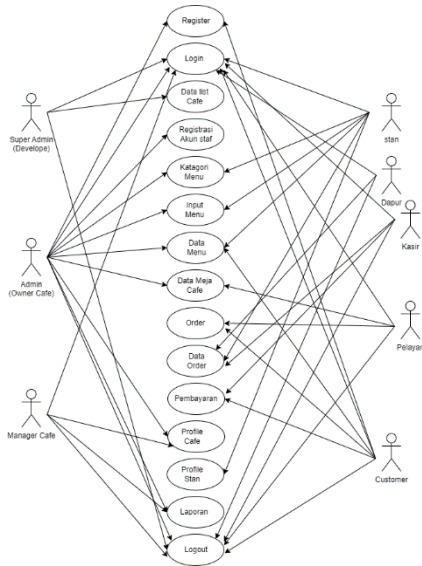 Register
Login
Data list
Cafe
Registrasi
Akun staf
Katagori
Menu
Input
Menu
Data
Menu
Data Meja
Cafe
Order
Data
Order
Pembayaran
Profile
Cafe
Profile
Stan
Laporan
Logout
Super Admin
(Develope)
Admin
(Owner Cafe)
Manager Cafe
stan
Dapur
Kasir
Pelayan
Customer